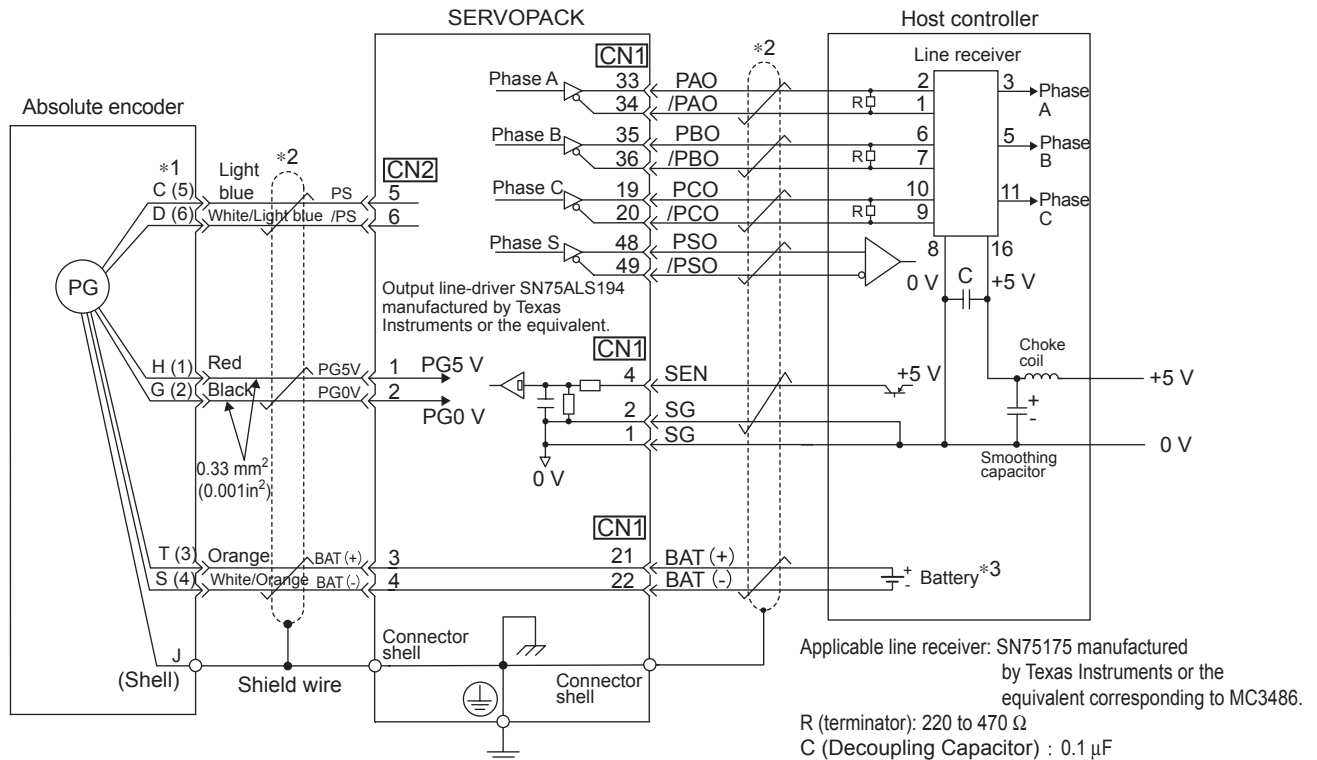 SERVOPACK
Host controller
Absolute encoder
CN1
*2
Line receiver
Phase A 33 PAO 2 3 Phase A
34 /PAO R 1
Phase B 35 PBO 6 5 Phase B
36 /PBO R 7
Phase C 19 PCO 10 11 Phase C
20 /PCO R 9
Phase S 48 PSO 8 16
49 /PSO
0 V C +5 V
*1 Light blue *2 CN2
C (5) PS 5
D (6) White/Light blue /PS 6
PG
Output line-driver SN75ALS194
manufactured by Texas
Instruments or the equivalent.
CN1
Choke
coil
H (1) Red PG5V 1 PG5 V
G (2) Black PG0V 2 PG0 V
4 SEN +5 V +5 V
2 SG + -
1 SG 0 V
0 V
Smoothing
capacitor
0.33 mm²
(0.001in²)
CN1
T (3) Orange BAT (+) 3 21 BAT (+)
S (4) White/Orange BAT (-) 4 22 BAT (-)
+ - Battery *3
J
(Shell)
Shield wire
Connector
shell
Connector
shell
Applicable line receiver: SN75175 manufactured
by Texas Instruments or the
equivalent corresponding to MC3486.
R (terminator): 220 to 470 Ω
C (Decoupling Capacitor) : 0.1 μF